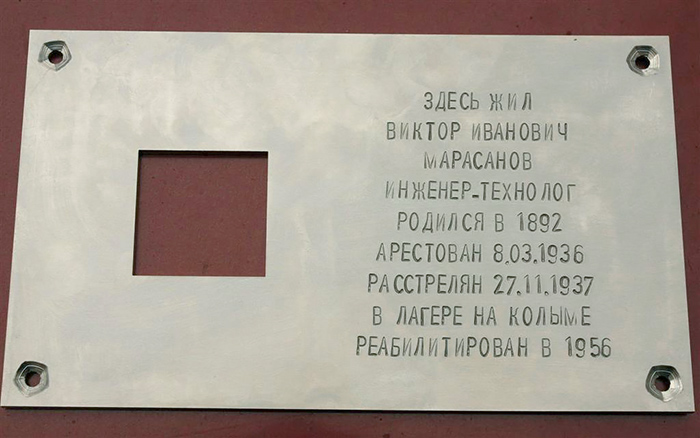 ЗДЕСЬ ЖИЛ
ВИКТОР ИВАНОВИЧ
МАРАСАНОВ
ИНЖЕНЕР-ТЕХНОЛОГ
РОДИЛСЯ В 1892
АРЕСТОВАН 8.03.1936
РАССТРЕЛЯН 27.11.1937
В ЛАГЕРЕ НА КОЛЫМЕ
РЕАБИЛИТИРОВАН В 1956